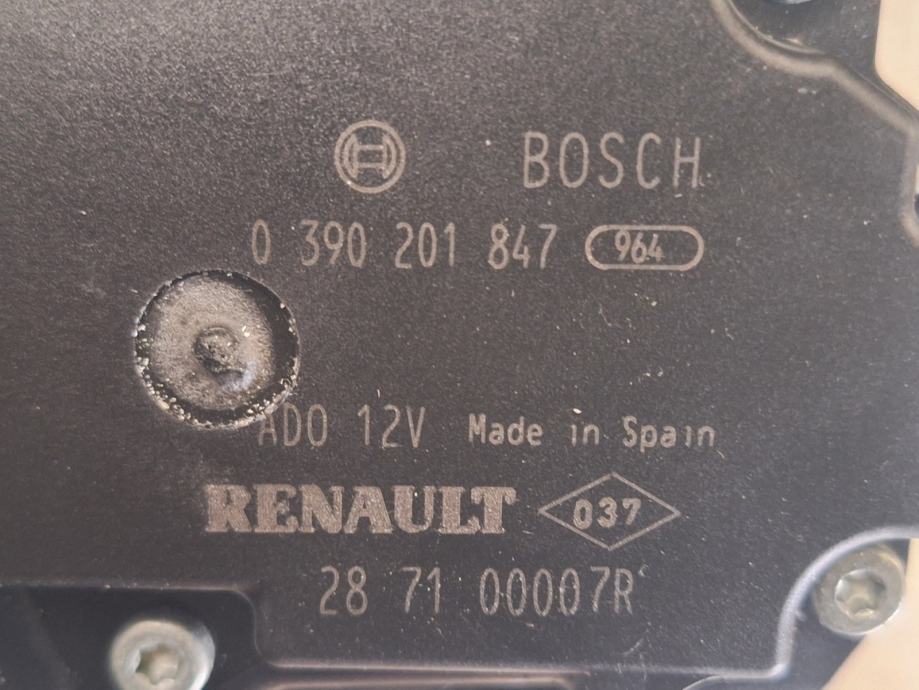 BOSCH
0 390 201 847 964
ADO 12V Made in Spain
RENAULT 037
28 71 00007R